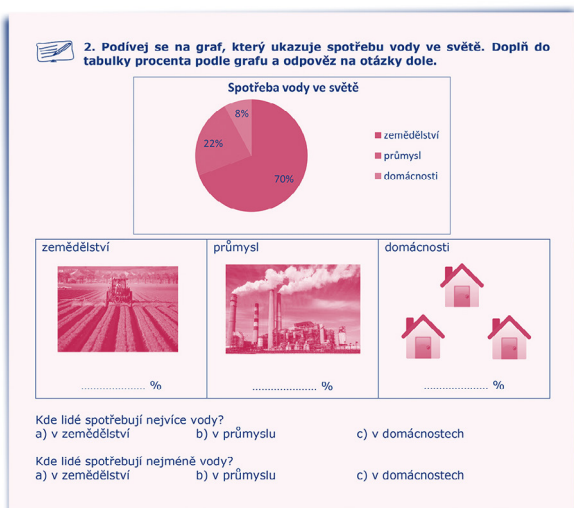 2. Podívej se na graf, který ukazuje spotřebu vody ve světě. Doplň do
tabulky procenta podle grafu a odpověz na otázky dole.
Spotřeba vody ve světě
8%
22%
70%
zemědělství
průmysl
domácnosti
zemědělství
průmysl
domácnosti
.................... %
.................... %
.................... %
Kde lidé spotřebují nejvíce vody?
a) v zemědělství b) v průmyslu c) v domácnostech
Kde lidé spotřebují nejméně vody?
a) v zemědělství b) v průmyslu c) v domácnostech